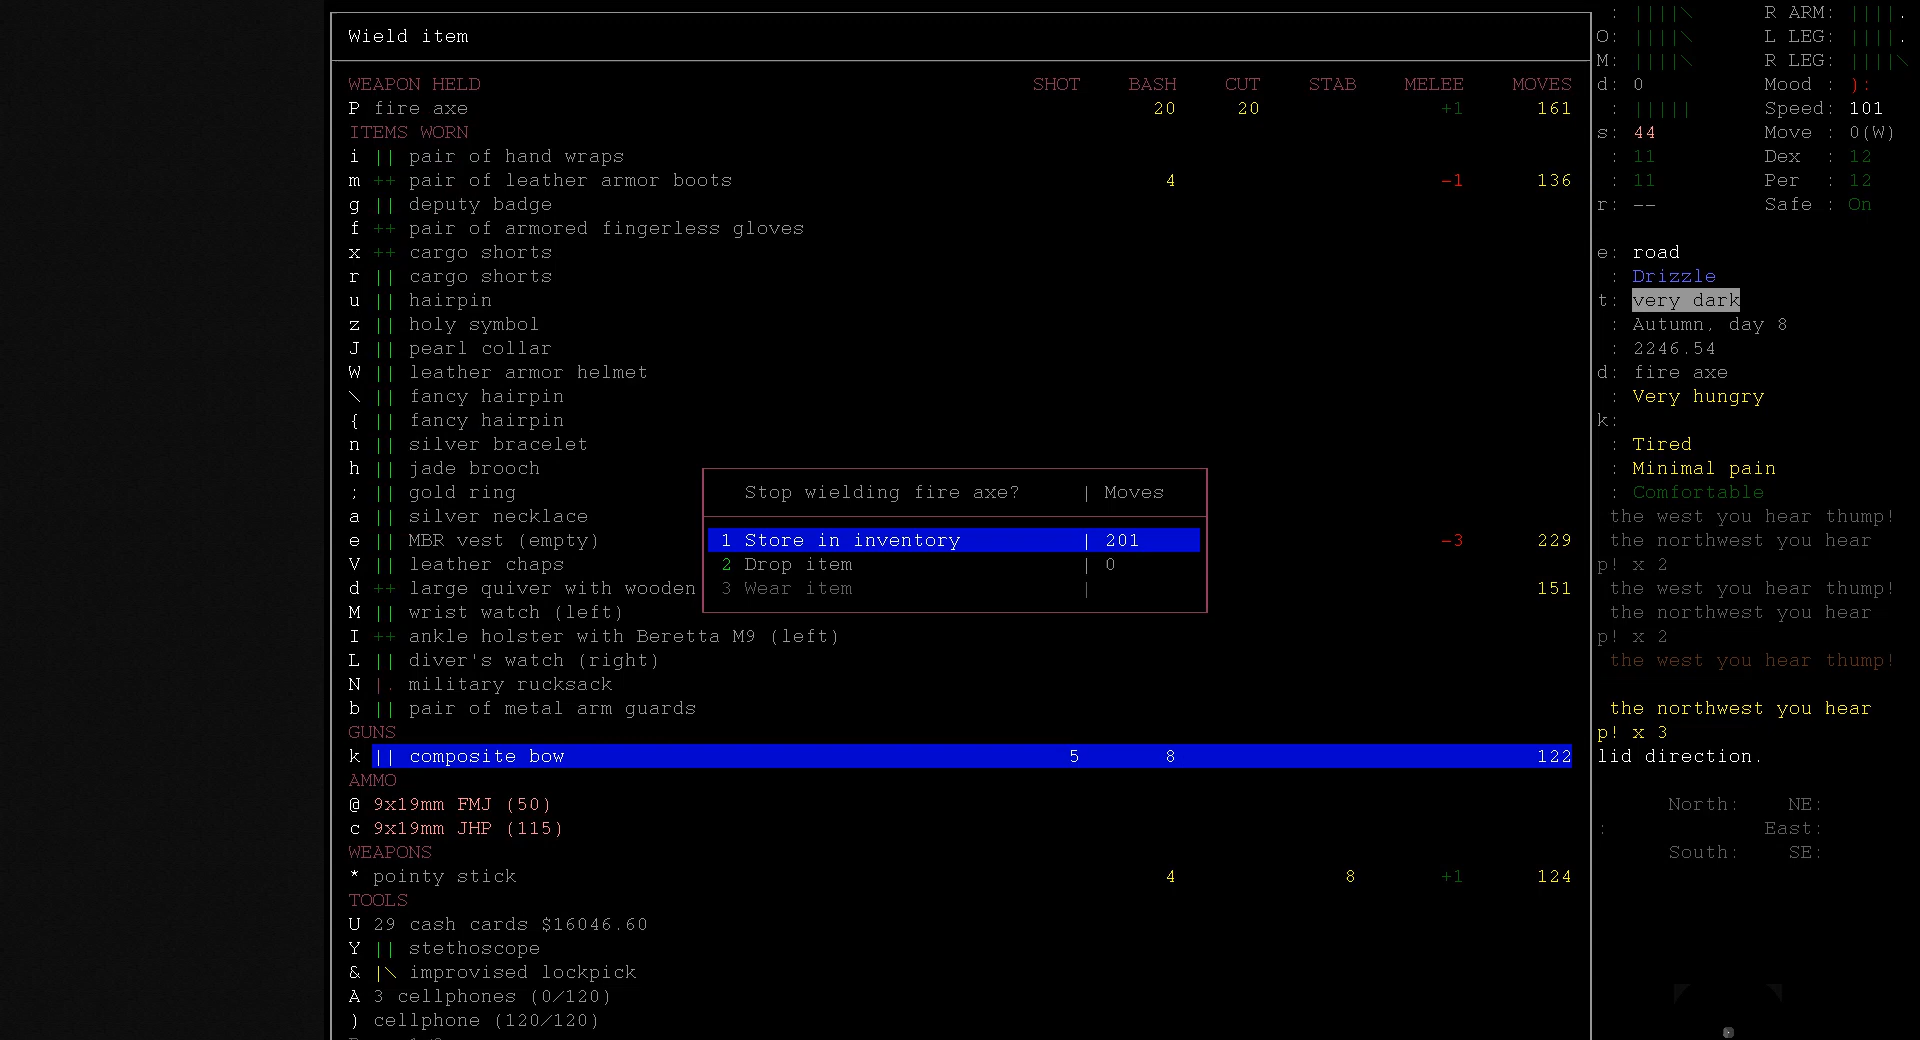 Wield item
WEAPON HELD SHOT BASH CUT STAB MELEE MOVES
P fire axe 20 20 +1 161
ITEMS WORN
i || pair of hand wraps
m ++ pair of leather armor boots 4 -1 136
g || deputy badge
f ++ pair of armored fingerless gloves
x ++ cargo shorts
r || cargo shorts
u || hairpin
z || holy symbol
J || pearl collar
W || leather armor helmet
\ || fancy hairpin
{ || fancy hairpin
n || silver bracelet
h || jade brooch
; || gold ring
a || silver necklace
e || MBR vest (empty) -3 229
V || leather chaps
d ++ large quiver with wooden 151
M || wrist watch (left)
I ++ ankle holster with Beretta M9 (left)
L || diver's watch (right)
N |. military rucksack
b || pair of metal arm guards
GUNS
k || composite bow 5 8 122
AMMO
@ 9x19mm FMJ (50)
c 9x19mm JHP (115)
WEAPONS
* pointy stick 4 8 +1 124
TOOLS
U 29 cash cards $16046.60
Y || stethoscope
& |\ improvised lockpick
A 3 cellphones (0/120)
) cellphone (120/120)
Stop wielding fire axe? | Moves
1 Store in inventory | 201
2 Drop item | 0
3 Wear item |
: ||||\ R ARM: ||||.
O: ||||\ L LEG: ||||.
M: ||||\ R LEG: ||||\
d: 0 Mood : ):
: ||||| Speed: 101
s: 44 Move : 0(W)
: 11 Dex : 12
: 11 Per : 12
r: -- Safe : On
e: road
: Drizzle
t: very dark
: Autumn, day 8
: 2246.54
d: fire axe
: Very hungry
k:
: Tired
: Minimal pain
: Comfortable
the west you hear thump!
the northwest you hear
p! x 2
the west you hear thump!
the northwest you hear
p! x 2
the west you hear thump!
the northwest you hear
p! x 3
lid direction.
North: NE:
: East:
South: SE: